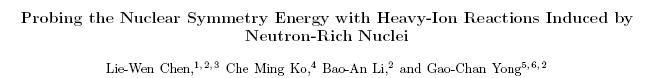 Probing the Nuclear Symmetry Energy with Heavy-Ion Reactions Induced by
Neutron-Rich Nuclei
Lie-Wen Chen,1, 2, 3 Che Ming Ko,4 Bao-An Li,2 and Gao-Chan Yong5, 6, 2